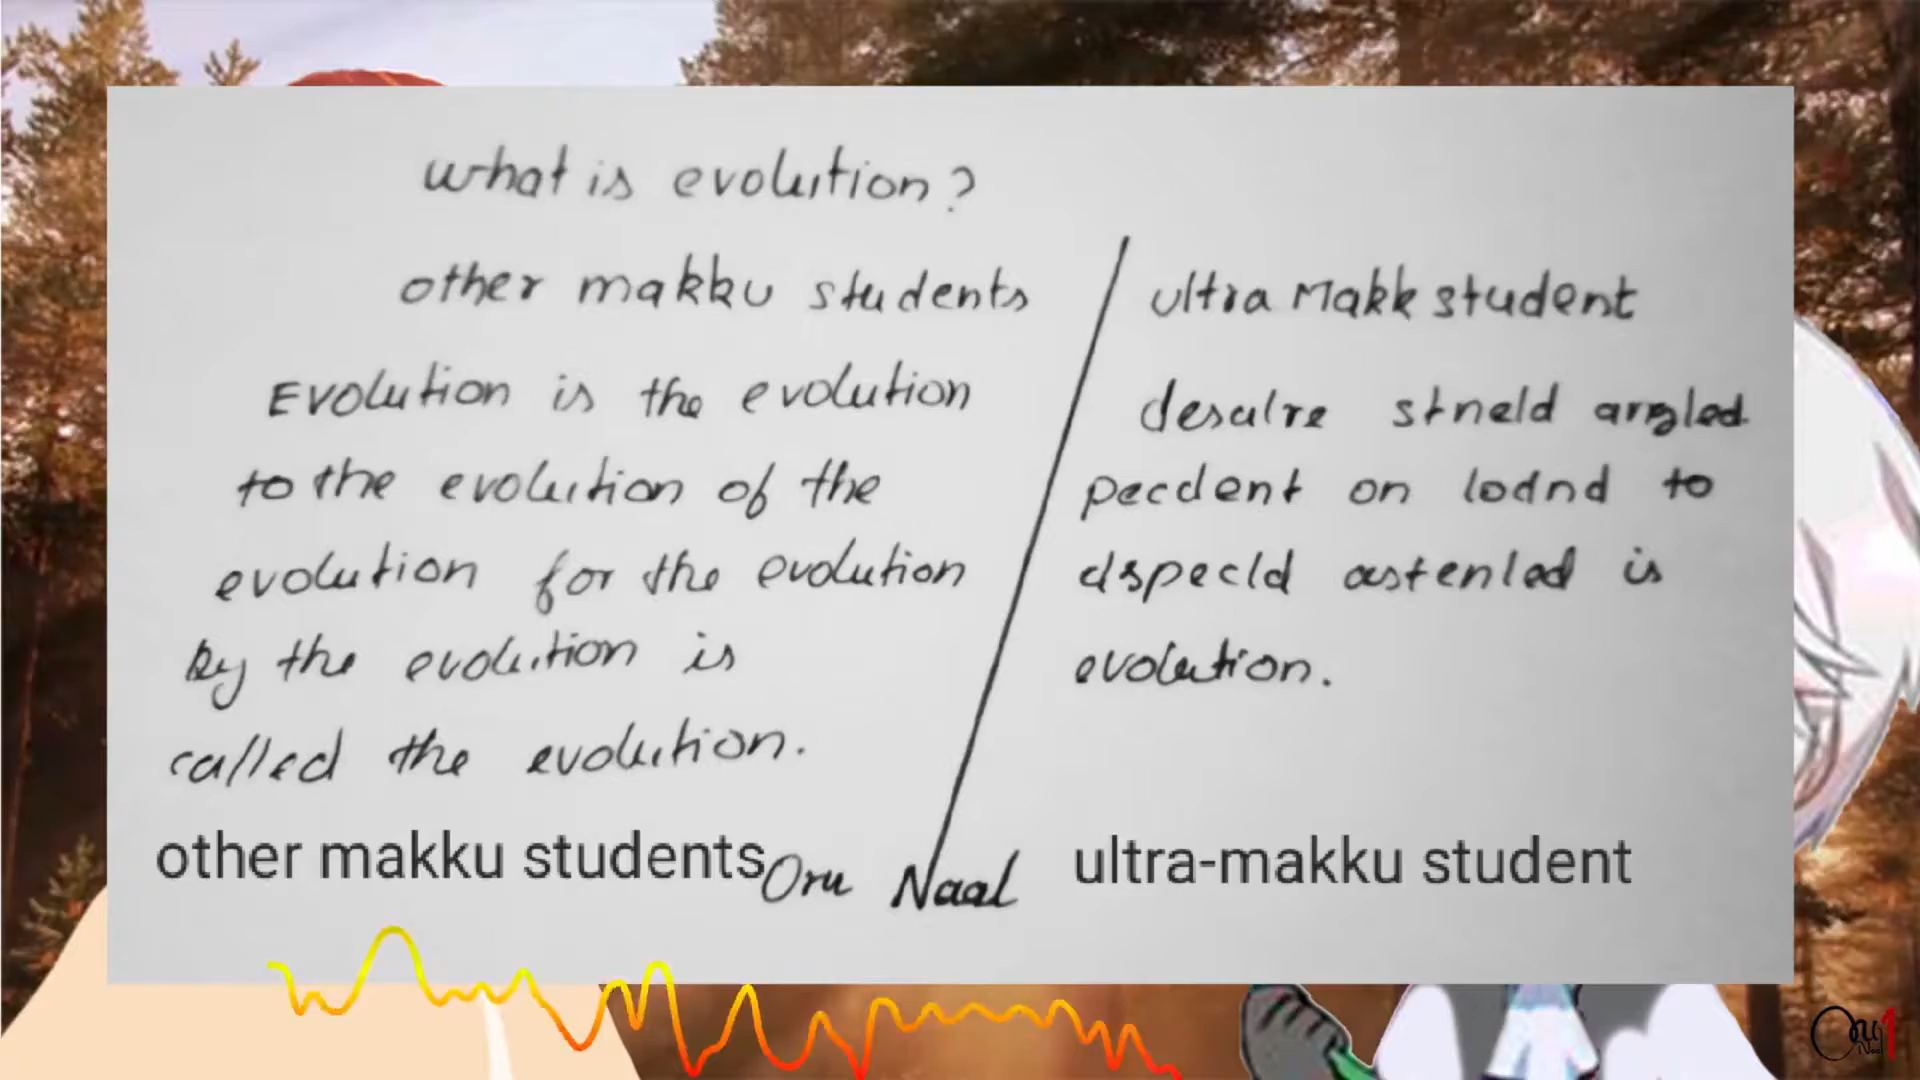 what is evolution?
other makku students
Evolution is the evolution
to the evolution of the
evolution for the evolution
by the evolution is
called the evolution.
ultra Makk student
desulre stneld angled
pecdent on lodnd to
dspecld astenled is
evolution.
other makku students
Oru Naal
ultra-makku student